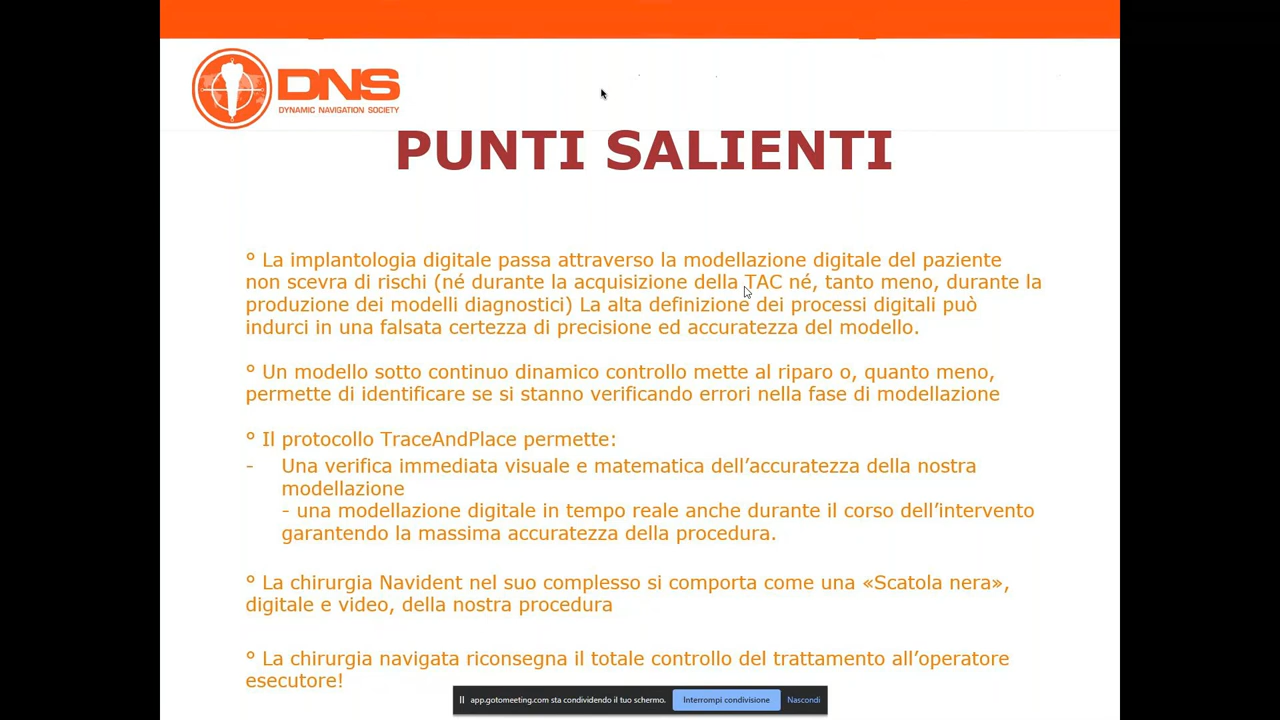 DNS
DYNAMIC NAVIGATION SOCIETY
PUNTI SALIENTI
° La implantologia digitale passa attraverso la modellazione digitale del paziente
non scevra di rischi (né durante la acquisizione della TAC né, tanto meno, durante la
produzione dei modelli diagnostici) La alta definizione dei processi digitali può
indurci in una falsata certezza di precisione ed accuratezza del modello.
° Un modello sotto continuo dinamico controllo mette al riparo o, quanto meno,
permette di identificare se si stanno verificando errori nella fase di modellazione
° Il protocollo TraceAndPlace permette:
- Una verifica immediata visuale e matematica dell’accuratezza della nostra
modellazione
- una modellazione digitale in tempo reale anche durante il corso dell’intervento
garantendo la massima accuratezza della procedura.
° La chirurgia Navident nel suo complesso si comporta come una «Scatola nera»,
digitale e video, della nostra procedura
° La chirurgia navigata riconsegna il totale controllo del trattamento all’operatore
esecutore!
app.gotomeeting.com sta condividendo il tuo schermo. Interrompi condivisione Nascondi